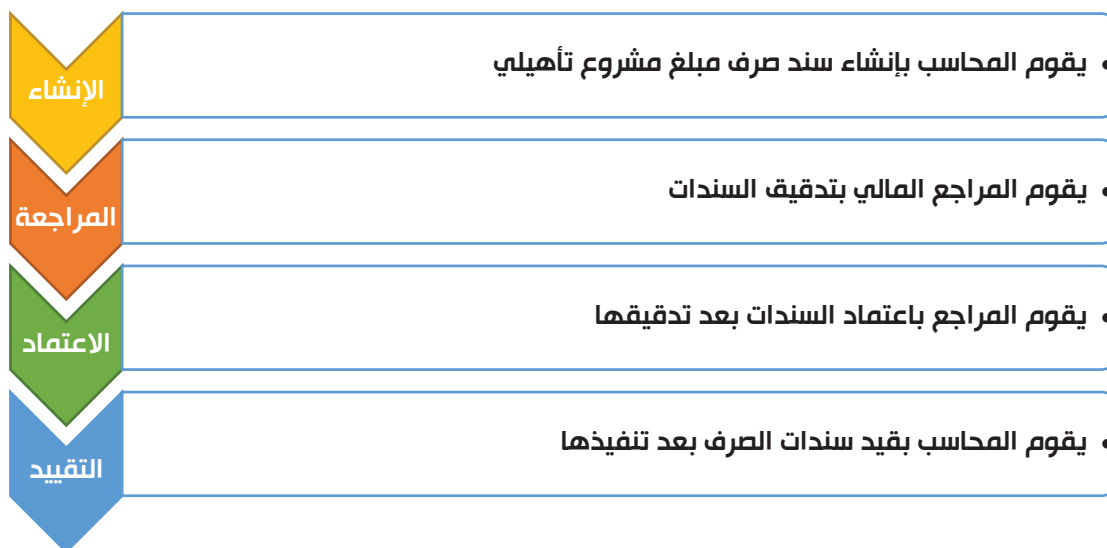 الإنشاء
• يقوم المحاسب بإنشاء سند صرف مبلغ مشروع تأهيلي
المراجعة
• يقوم المراجع المالي بتدقيق السندات
الاعتماد
• يقوم المراجع باعتماد السندات بعد تدقيقها
التقييد
• يقوم المحاسب بقيد سندات الصرف بعد تنفيذها